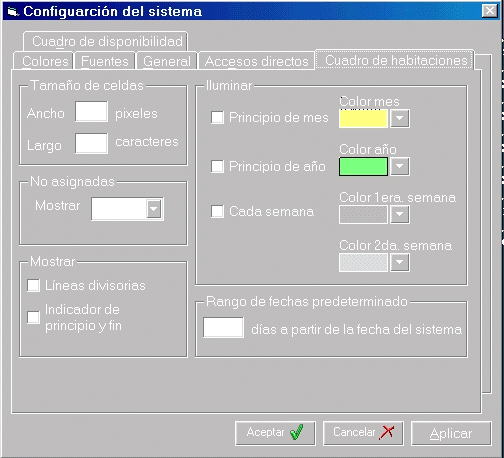 Configuarción del sistema
Cuadro de disponibilidad
Colores Fuentes General Accesos directos Cuadro de habitaciones
Tamaño de celdas
Ancho pixeles
Largo caracteres
No asignadas
Mostrar
Mostrar
Líneas divisorias
Indicador de
principio y fin
Iluminar
Color mes
Principio de mes
Color año
Principio de año
Color 1era. semana
Cada semana
Color 2da. semana
Rango de fechas predeterminado
días a partir de la fecha del sistema
Aceptar Cancelar Aplicar